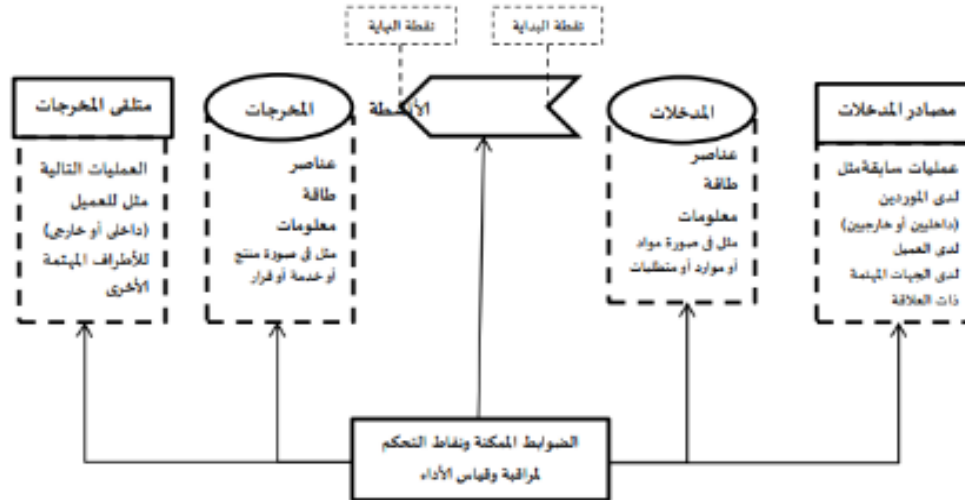 نقطة البداية
نقطة النهاية
مصادر المدخلات
عمليات سابقة مثل
لدى الموردين
(داخليين أو خارجيين)
لدى العميل
لدى الجهات المهتمة
ذات العلاقة
المدخلات
عناصر
طاقة
معلومات
مثل في صورة مواد
أو موارد أو متطلبات
الأنشطة
المخرجات
عناصر
طاقة
معلومات
مثل في صورة منتج
أو خدمة أو قرار
متلقى المخرجات
العمليات التالية
مثل للعميل
(داخلى أو خارجى)
للأطراف المهتمة
الأخرى
الضوابط الممكنة ونقاط التحكم
لمراقبة وقياس الأداء